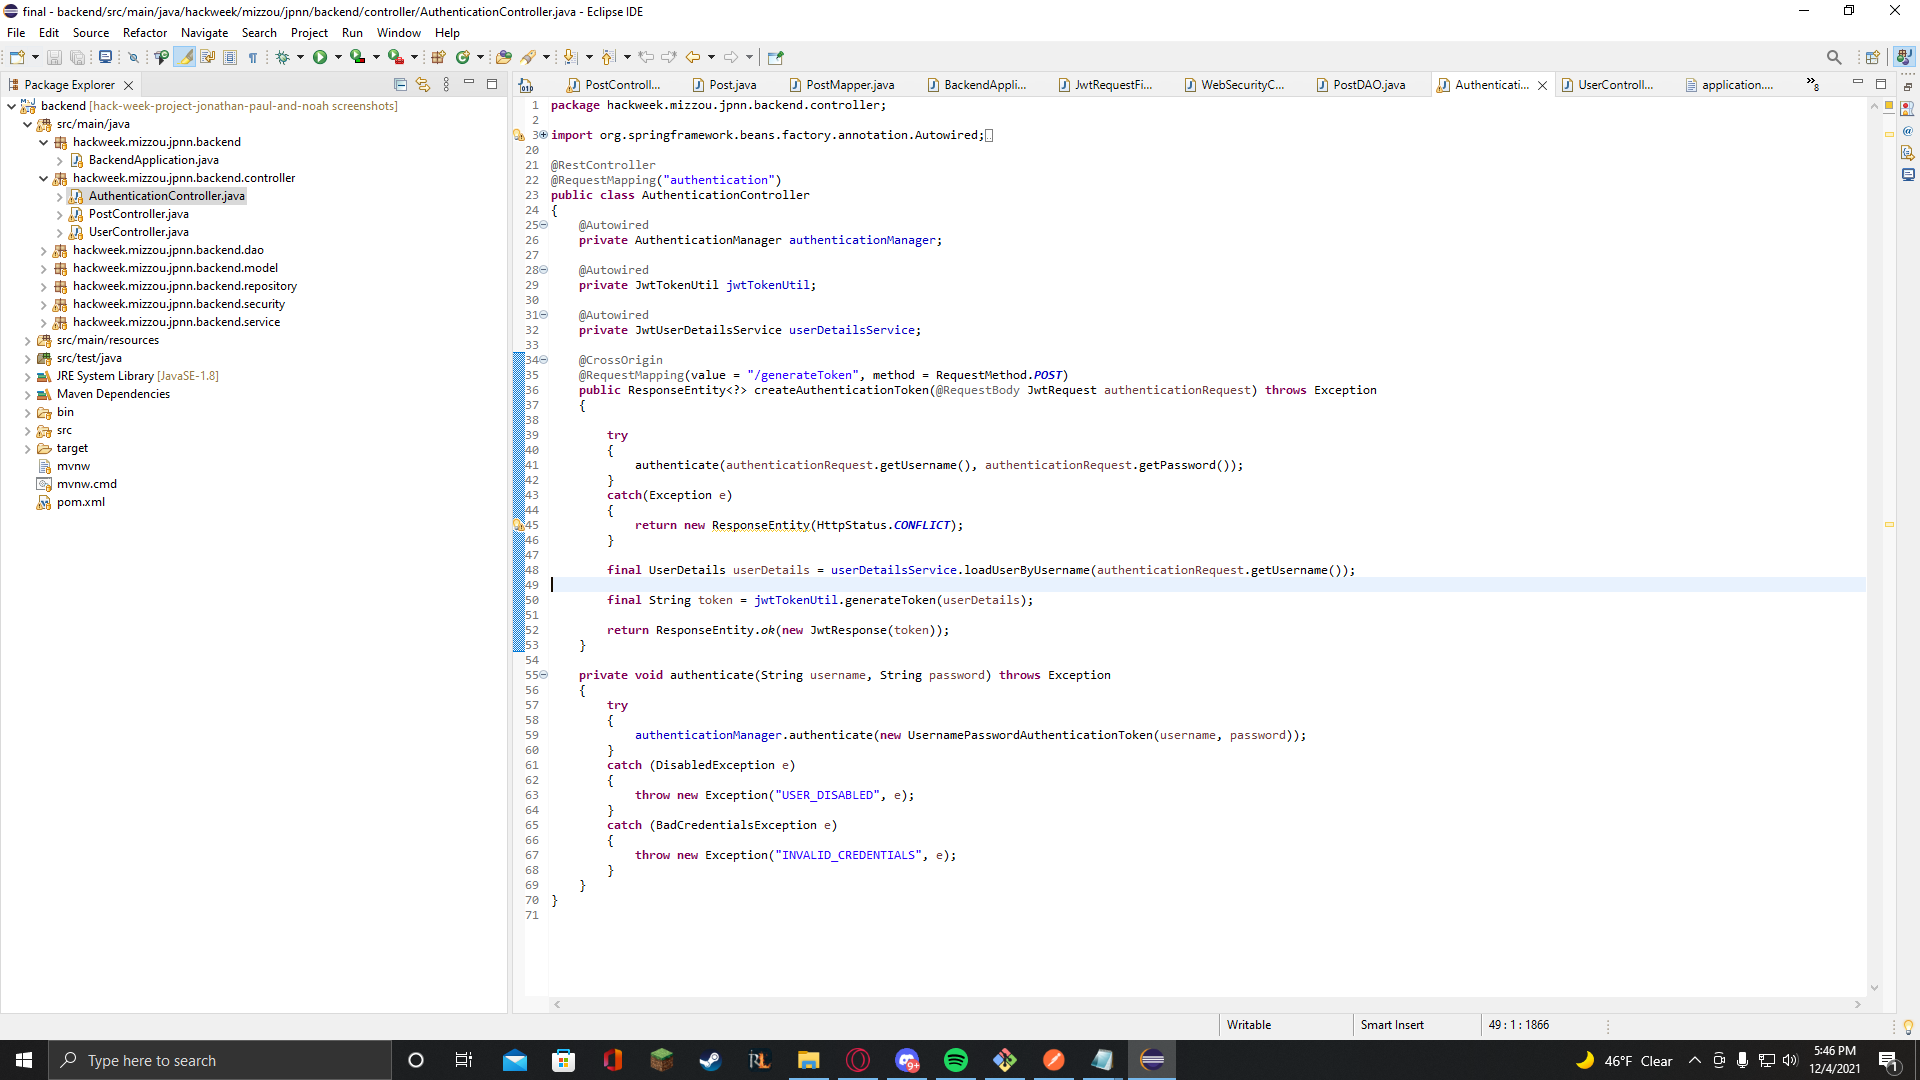 final - backend/src/main/java/hackweek/mizzou/jpnn/backend/controller/AuthenticationController.java - Eclipse IDE
File Edit Source Refactor Navigate Search Project Run Window Help
Package Explorer
backend [hack-week-project-jonathan-paul-and-noah screenshots]
src/main/java
hackweek.mizzou.jpnn.backend
BackendApplication.java
hackweek.mizzou.jpnn.backend.controller
AuthenticationController.java
PostController.java
UserController.java
hackweek.mizzou.jpnn.backend.dao
hackweek.mizzou.jpnn.backend.model
hackweek.mizzou.jpnn.backend.repository
hackweek.mizzou.jpnn.backend.security
hackweek.mizzou.jpnn.backend.service
src/main/resources
src/test/java
JRE System Library [JavaSE-1.8]
Maven Dependencies
bin
src
target
mvnw
mvnw.cmd
pom.xml
PostControll... Post.java PostMapper.java BackendAppli... JwtRequestFi... WebSecurityC... PostDAO.java Authenticati... UserControll... application.... »8
1 package hackweek.mizzou.jpnn.backend.controller;
2
3 import org.springframework.beans.factory.annotation.Autowired;
20
21 @RestController
22 @RequestMapping("authentication")
23 public class AuthenticationController
24 {
25 @Autowired
26 private AuthenticationManager authenticationManager;
27
28 @Autowired
29 private JwtTokenUtil jwtTokenUtil;
30
31 @Autowired
32 private JwtUserDetailsService userDetailsService;
33
34 @CrossOrigin
35 @RequestMapping(value = "/generateToken", method = RequestMethod.POST)
36 public ResponseEntity<?> createAuthenticationToken(@RequestBody JwtRequest authenticationRequest) throws Exception
37 {
38
39 try
40 {
41 authenticate(authenticationRequest.getUsername(), authenticationRequest.getPassword());
42 }
43 catch(Exception e)
44 {
45 return new ResponseEntity(HttpStatus.CONFLICT);
46 }
47
48 final UserDetails userDetails = userDetailsService.loadUserByUsername(authenticationRequest.getUsername());
49
50 final String token = jwtTokenUtil.generateToken(userDetails);
51
52 return ResponseEntity.ok(new JwtResponse(token));
53 }
54
55 private void authenticate(String username, String password) throws Exception
56 {
57 try
58 {
59 authenticationManager.authenticate(new UsernamePasswordAuthenticationToken(username, password));
60 }
61 catch (DisabledException e)
62 {
63 throw new Exception("USER_DISABLED", e);
64 }
65 catch (BadCredentialsException e)
66 {
67 throw new Exception("INVALID_CREDENTIALS", e);
68 }
69 }
70 }
71
Writable Smart Insert 49 : 1 : 1866
Type here to search
9+
46°F Clear
5:46 PM
12/4/2021
1